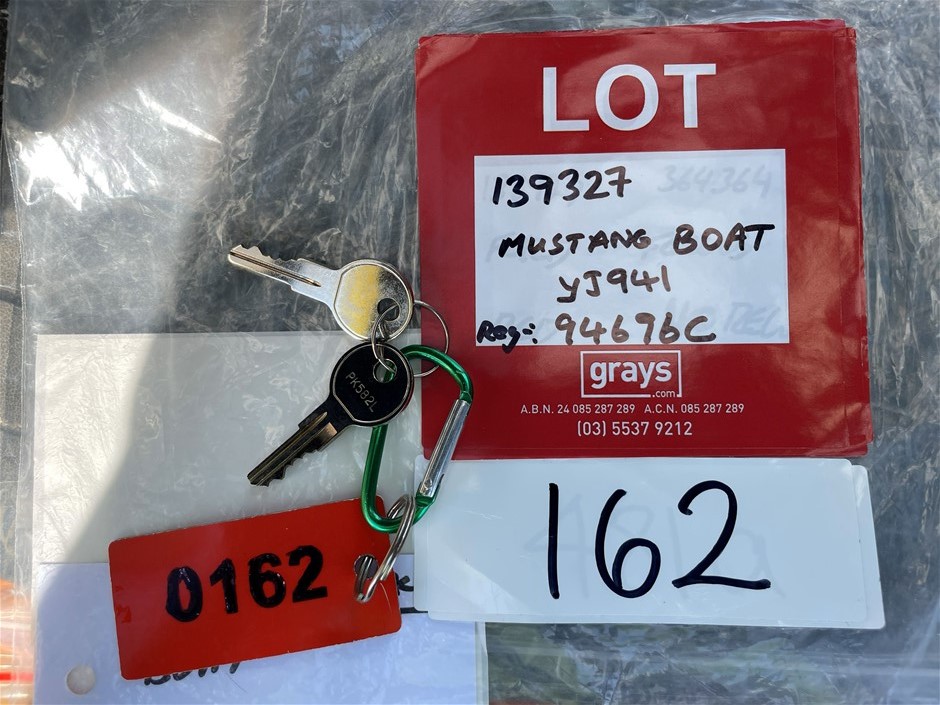 LOT
139327
MUSTANG BOAT
YJ941
Reg: 94696C
grays
.com
A.B.N. 24 085 287 289 A.C.N. 085 287 289
(03) 5537 9212
PK582L
162
0162